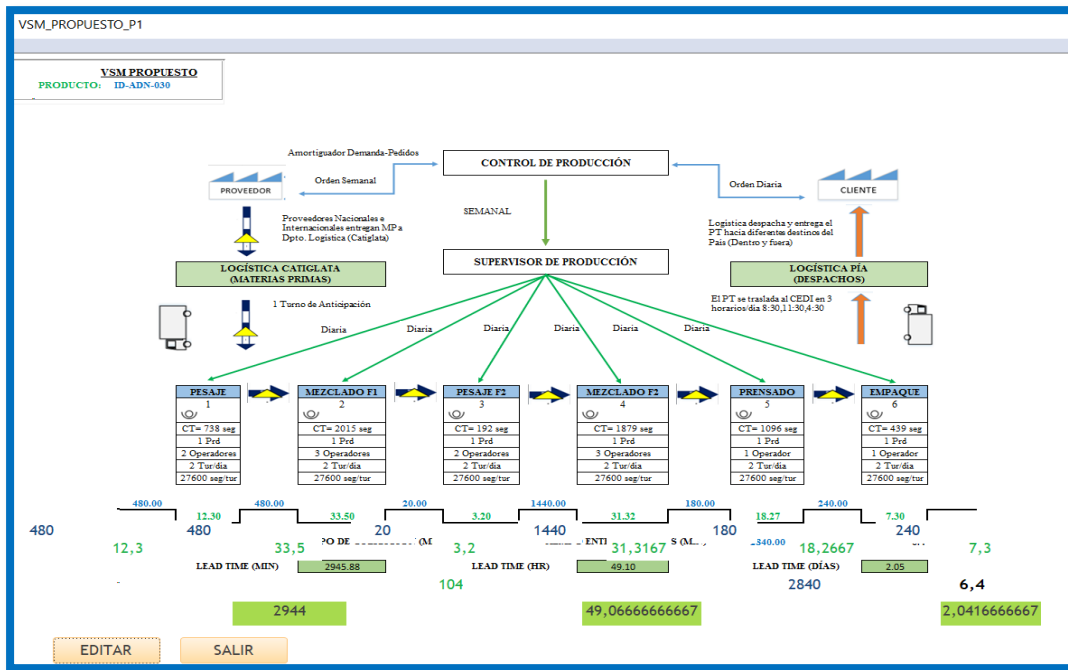 VSM_PROPUESTO_P1
VSM PROPUESTO
PRODUCTO: ID-ADN-030
Amortiguador Demanda-Pedidos
CONTROL DE PRODUCCIÓN
Orden Semanal
Orden Diaria
PROVEEDOR
CLIENTE
SEMANAL
Proveedores Nacionales e
Internacionales entregan MP a
Dpto. Logistica (Catiglata)
Logistica despacha y entrega el
PT hacia diferentes destinos del
Pais (Dentro y fuera)
SUPERVISOR DE PRODUCCIÓN
LOGÍSTICA CATIGLATA
(MATERIAS PRIMAS)
LOGÍSTICA PÍA
(DESPACHOS)
1 Turno de Anticipación
El PT se traslada al CEDI en 3
horarios/dia 8:30,11:30,4:30
Diaria Diaria Diaria Diaria Diaria Diaria
PESAJE MEZCLADO F1 PESAJE F2 MEZCLADO F2 PRENSADO EMPAQUE
1 2 3 4 5 6
CT= 738 seg CT= 2015 seg CT= 192 seg CT= 1879 seg CT= 1096 seg CT= 439 seg
1 Prd 1 Prd 1 Prd 1 Prd 1 Prd 1 Prd
2 Operadores 3 Operadores 2 Operadores 3 Operadores 1 Operador 1 Operador
2 Tur/dia 2 Tur/dia 2 Tur/dia 2 Tur/dia 2 Tur/dia 2 Tur/dia
27600 seg/tur 27600 seg/tur 27600 seg/tur 27600 seg/tur 27600 seg/tur 27600 seg/tur
480.00 480.00 20.00 1440.00 180.00 240.00
12.30 33.50 3.20 31.32 18.27 7.30
480 480 20 1440 180 240
12,3 33,5 3,2 31,3167 18,2667 7,3
LEAD TIME (MIN) 2945.88 LEAD TIME (HR) 49.10 LEAD TIME (DÍAS) 2.05
104 2840 6,4
2944 49,06666666667 2,0416666667
EDITAR SALIR